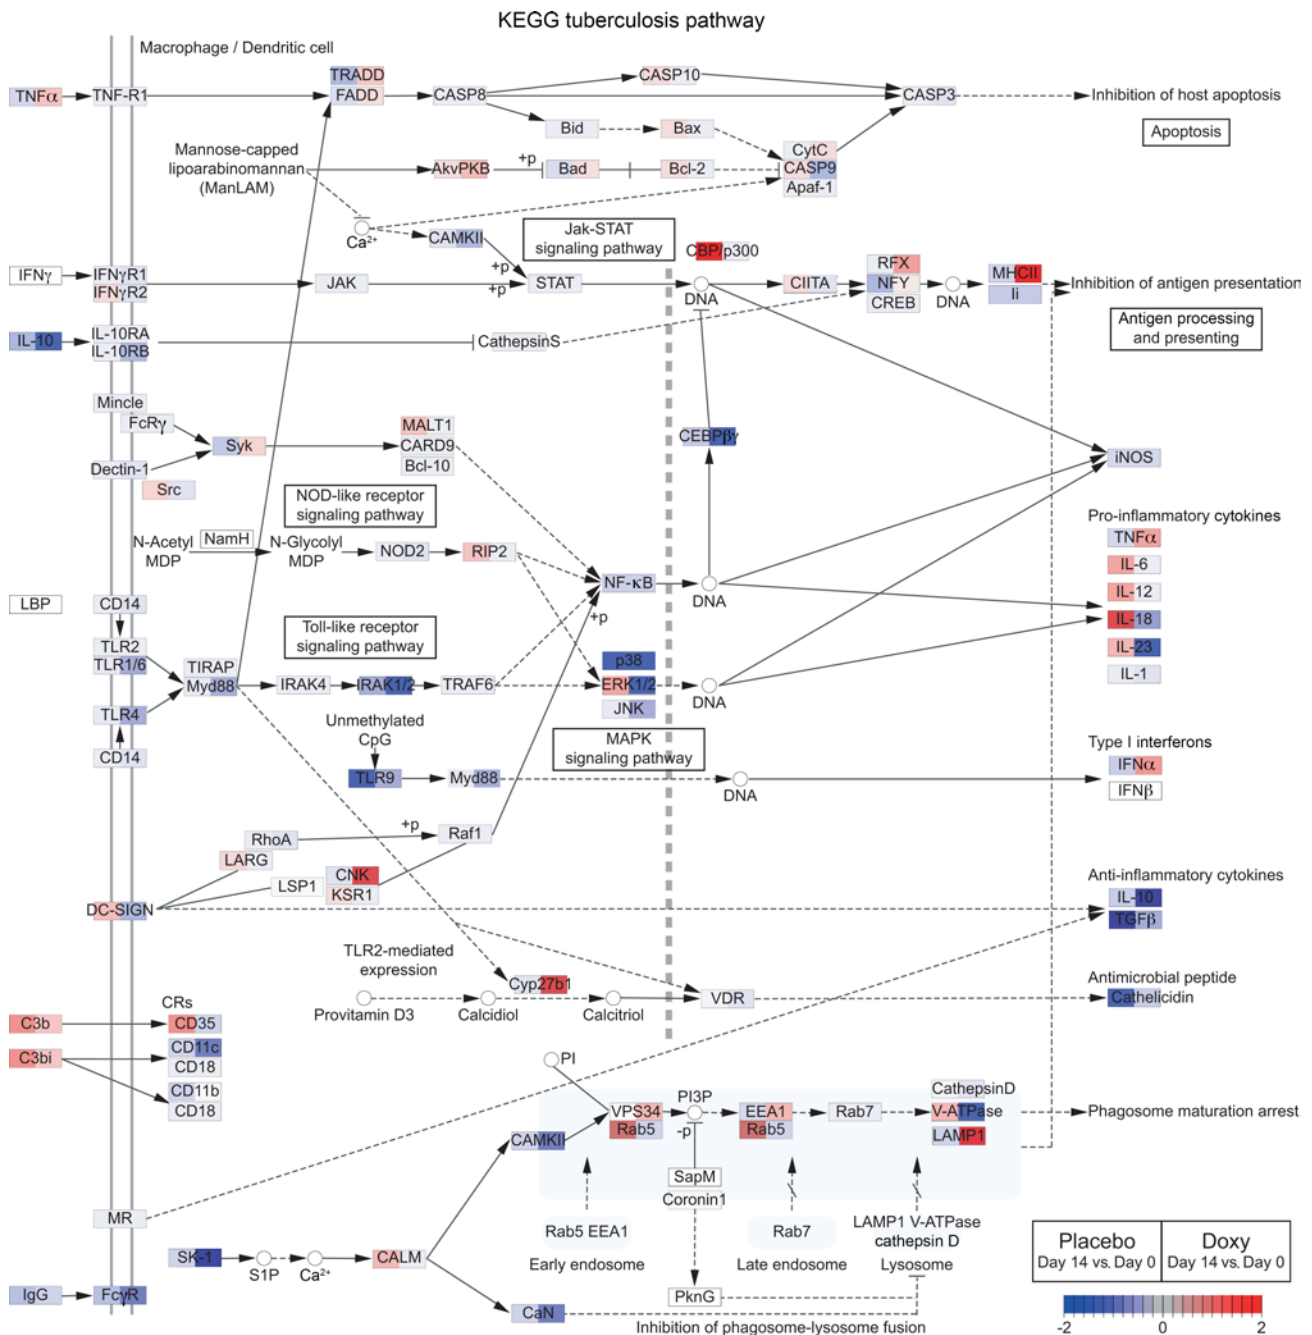 KEGG tuberculosis pathway
Macrophage / Dendritic cell
TNFα
TNF-R1
TRADD
FADD
CASP8
CASP10
CASP3
Inhibition of host apoptosis
Apoptosis
Bid
Bax
CytC
CASP9
Apaf-1
Mannose-capped
lipoarabinomannan
(ManLAM)
AkvPKB
+p
Bad
Bcl-2
Ca2+
CAMKII
Jak-STAT
signaling pathway
CBP/p300
IFNγ
IFNγR1
IFNγR2
JAK
+p
+p
STAT
DNA
CIITA
RFX
NFY
CREB
DNA
MHCII
Ii
Inhibition of antigen presentation
Antigen processing
and presenting
IL-10
IL-10RA
IL-10RB
CathepsinS
Mincle
FcRγ
Dectin-1
Src
Syk
MALT1
CARD9
Bcl-10
CEBPβγ
iNOS
NOD-like receptor
signaling pathway
N-Acetyl
MDP
NamH
N-Glycolyl
MDP
NOD2
RIP2
NF-κB
+p
DNA
Pro-inflammatory cytokines
TNFα
IL-6
IL-12
IL-18
IL-23
IL-1
LBP
CD14
TLR2
TLR1/6
TLR4
CD14
TIRAP
Myd88
Toll-like receptor
signaling pathway
IRAK4
IRAK1/2
TRAF6
p38
ERK1/2
JNK
DNA
MAPK
signaling pathway
Unmethylated
CpG
TLR9
Myd88
DNA
Type I interferons
IFNα
IFNβ
RhoA
LARG
+p
Raf1
LSP1
CNK
KSR1
DC-SIGN
Anti-inflammatory cytokines
IL-10
TGFβ
TLR2-mediated
expression
Cyp27b1
Provitamin D3
Calcidiol
Calcitriol
VDR
Antimicrobial peptide
Cathelicidin
CRs
C3b
CD35
C3bi
CD11c
CD18
CD11b
CD18
PI
VPS34
Rab5
PI3P
-p
EEA1
Rab5
Rab7
CathepsinD
V-ATPase
LAMP1
Phagosome maturation arrest
CAMKII
SapM
Coronin1
MR
Rab5 EEA1
Early endosome
Rab7
Late endosome
LAMP1 V-ATPase
cathepsin D
Lysosome
SK-1
S1P
Ca2+
CALM
IgG
FcγR
CaN
PknG
Inhibition of phagosome-lysosome fusion
Placebo
Day 14 vs. Day 0
Doxy
Day 14 vs. Day 0
-2
0
2